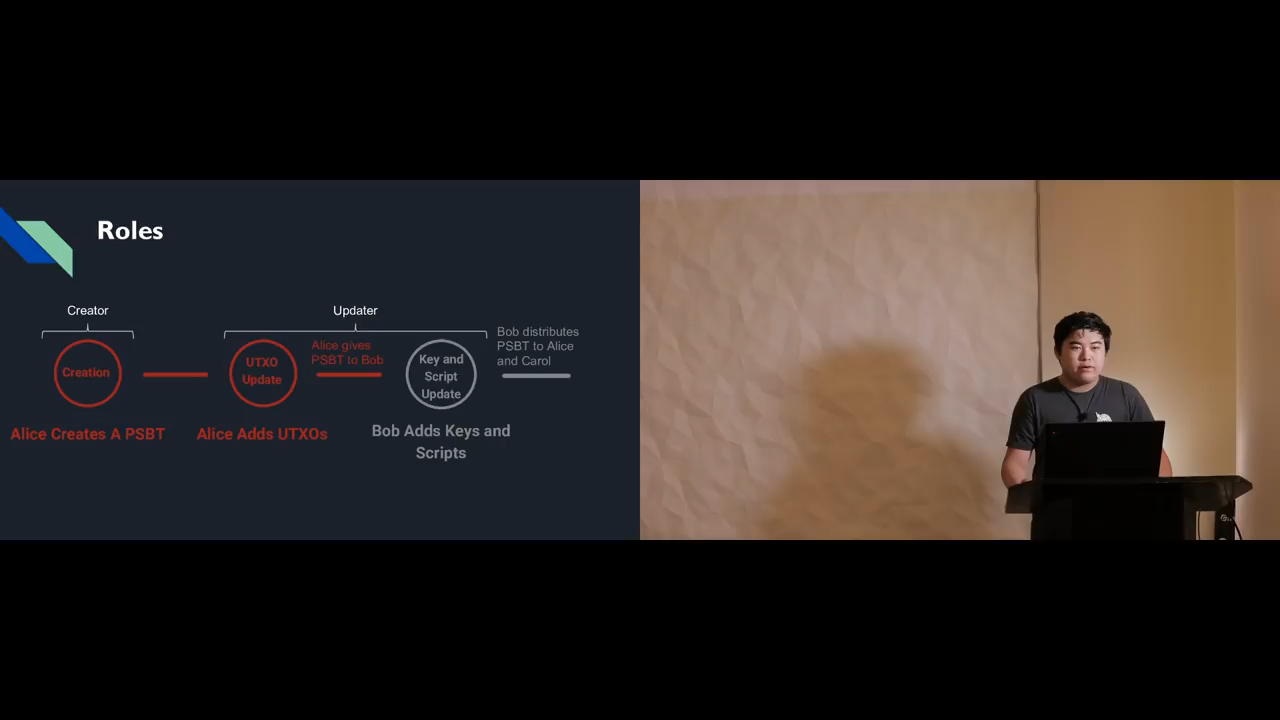 Roles
Creator
Updater
Creation
UTXO
Update
Alice gives
PSBT to Bob
Key and
Script
Update
Bob distributes
PSBT to Alice
and Carol
Alice Creates A PSBT
Alice Adds UTXOs
Bob Adds Keys and
Scripts